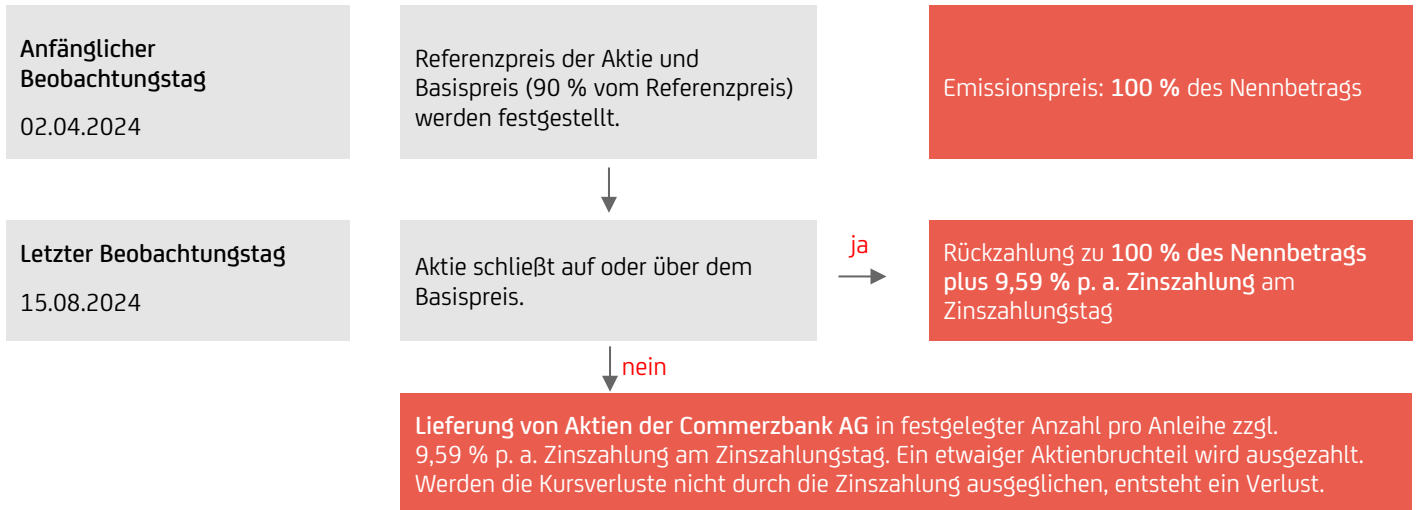 Anfänglicher
Beobachtungstag
02.04.2024
Referenzpreis der Aktie und
Basispreis (90 % vom Referenzpreis)
werden festgestellt.
Emissionspreis: 100 % des Nennbetrags
Letzter Beobachtungstag
15.08.2024
Aktie schließt auf oder über dem
Basispreis.
ja
Rückzahlung zu 100 % des Nennbetrags
plus 9,59 % p. a. Zinszahlung am
Zinszahlungstag
nein
Lieferung von Aktien der Commerzbank AG in festgelegter Anzahl pro Anleihe zzgl.
9,59 % p. a. Zinszahlung am Zinszahlungstag. Ein etwaiger Aktienbruchteil wird ausgezahlt.
Werden die Kursverluste nicht durch die Zinszahlung ausgeglichen, entsteht ein Verlust.